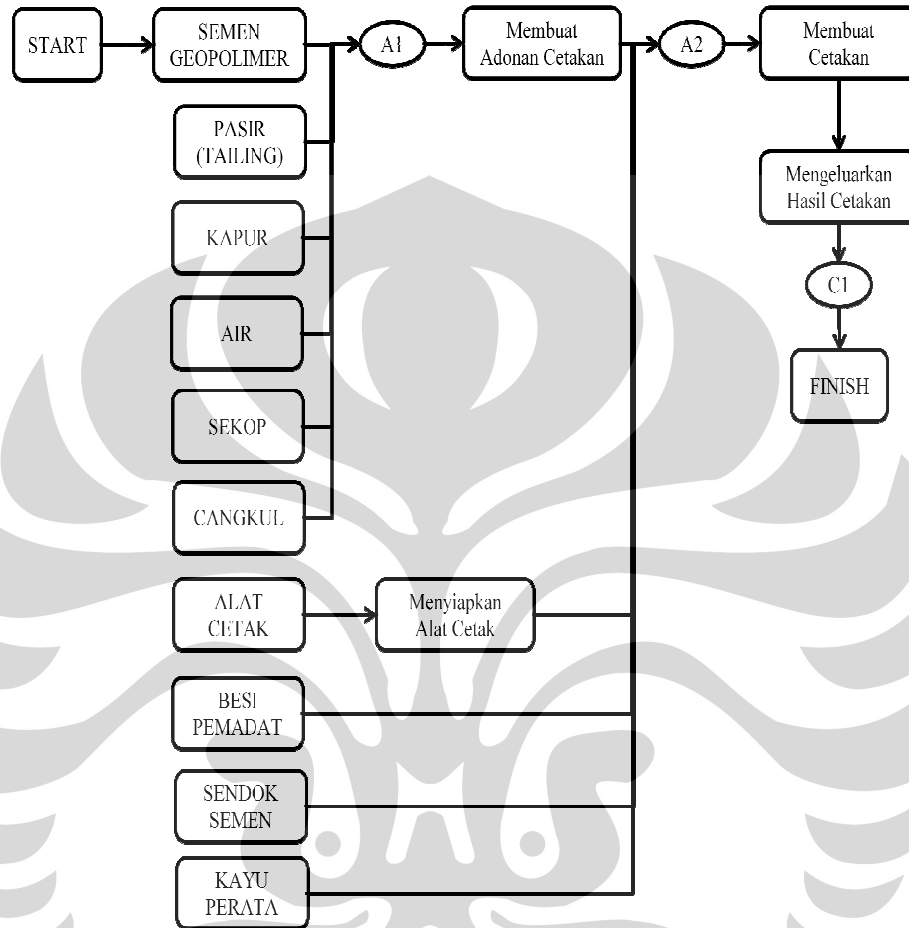 START
SEMEN
GEOPOLIMER
A1
Membuat
Adonan Cetakan
A2
Membuat
Cetakan
PASIR
(TAILING)
Mengeluarkan
Hasil Cetakan
KAPUR
C1
AIR
FINISH
SEKOP
CANGKUL
ALAT
CETAK
Menyiapkan
Alat Cetak
BESI
PEMADAT
SENDOK
SEMEN
KAYU
PERATA